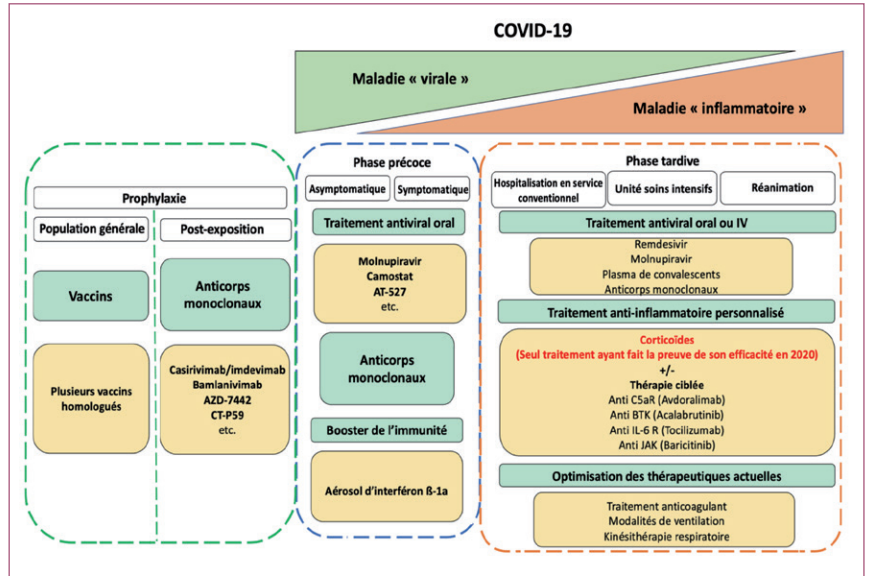 COVID-19
Maladie « virale »
Maladie « inflammatoire »
Prophylaxie
Population générale
Post-exposition
Vaccins
Anticorps
monoclonaux
Plusieurs vaccins
homologués
Casirivimab/imdevimab
Bamlanivimab
AZD-7442
CT-P59
etc.
Phase précoce
Asymptomatique
Symptomatique
Traitement antiviral oral
Molnupiravir
Camostat
AT-527
etc.
Anticorps
monoclonaux
Booster de l'immunité
Aérosol d'interféron ß-1a
Phase tardive
Hospitalisation en service
conventionnel
Unité soins intensifs
Réanimation
Traitement antiviral oral ou IV
Remdesivir
Molnupiravir
Plasma de convalescents
Anticorps monoclonaux
Traitement anti-inflammatoire personnalisé
Corticoïdes
(Seul traitement ayant fait la preuve de son efficacité en 2020)
+/-
Thérapie ciblée
Anti C5aR (Avdoralimab)
Anti BTK (Acalabrutinib)
Anti IL-6 R (Tocilizumab)
Anti JAK (Baricitinib)
Optimisation des thérapeutiques actuelles
Traitement anticoagulant
Modalités de ventilation
Kinésithérapie respiratoire